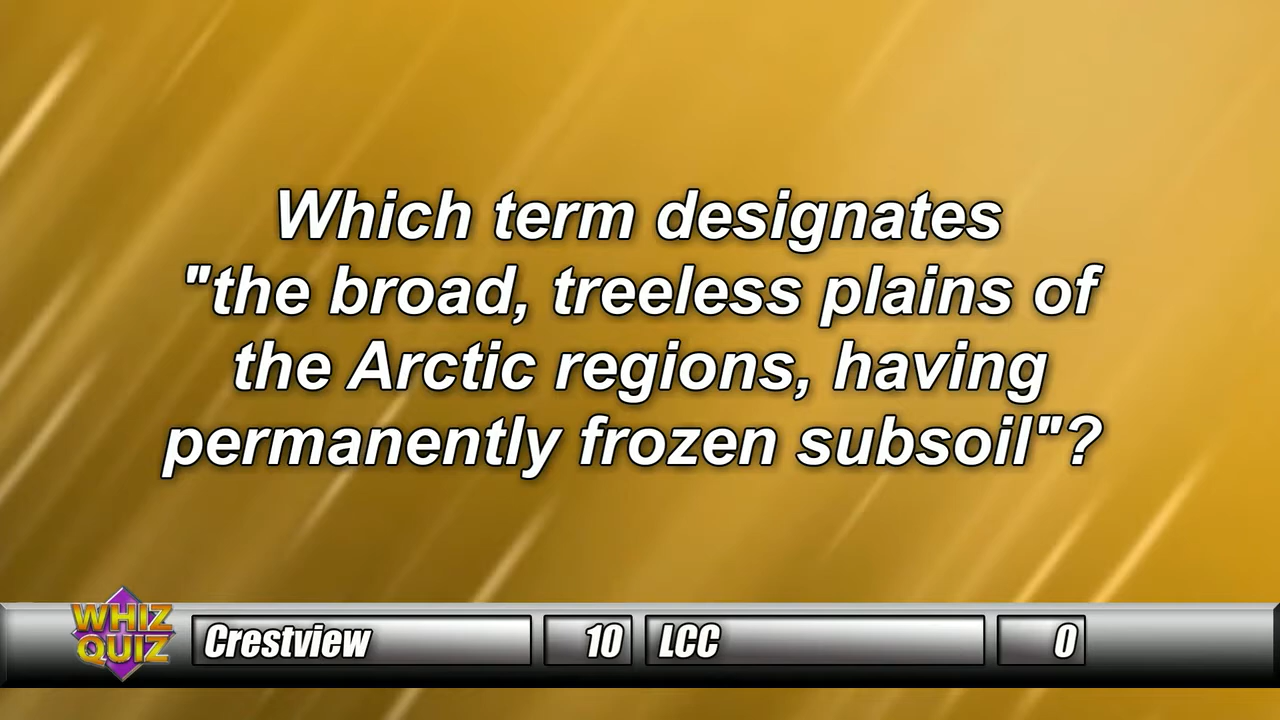 Which term designates
"the broad, treeless plains of
the Arctic regions, having
permanently frozen subsoil"?
WHIZ
QUIZ
Crestview 10 LCC 0